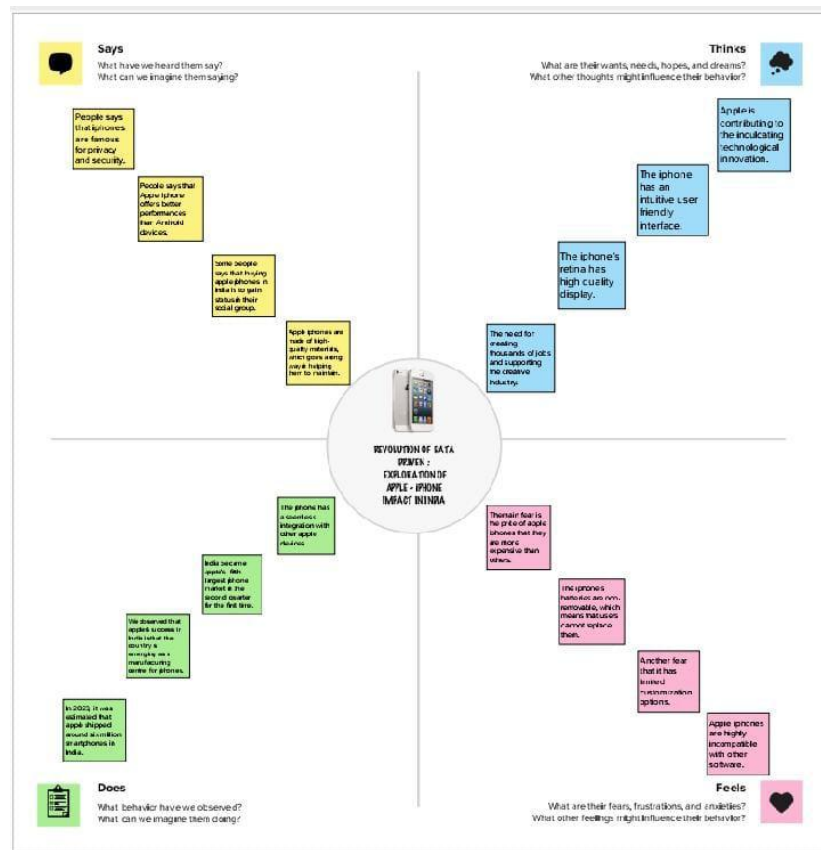 Says
What have we heard them say?
What can we imagine them saying?
People says
that iphones
are famous
for privacy
and security.
People says that
Apple Iphone
offers better
performances
than Android
devices.
Some people
says that buying
apple iphones in
India is to gain
status in their
social group.
Apple iphones are
made of high-
quality materials,
which goes a long
way in helping
them to maintain.
Thinks
What are their wants, needs, hopes, and dreams?
What other thoughts might influence their behavior?
Apple is
contributing to
the inculcating
technological
innovation.
The iphone
has an
intuitive user
friendly
interface.
The iphone's
retina has
high quality
display.
The need for
creating
thousands of jobs
and supporting
the creative
industry.
REVOLUTION OF DATA
DRIVEN :
EXPLORATION OF
APPLE - IPHONE
IMPACT IN INDIA
The iphone has
a seamless
integration with
other apple
devices
India became
apple's fifth
largest iphone
market in the
second quarter
for the first time.
We observed that
apple's success in
India is that the
country is
emerging as a
manufacturing
centre for iphones.
In 2023, it was
estimated that
apple shipped
around six million
smartphones in
India.
Does
What behavior have we observed?
What can we imagine them doing?
The main fear is
the price of apple
iphones that they
are more
expensive than
others.
The iphone's
batteries are non-
removable, which
means that users
cannot replace
them.
Another fear
that it has
limited
customization
options.
Apple iphones
are highly
incompatible
with other
software.
Feels
What are their fears, frustrations, and anxieties?
What other feelings might influence their behavior?